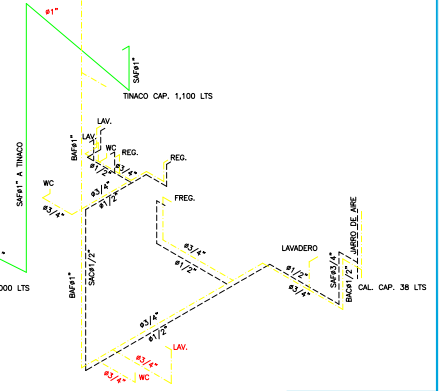 ø1"
SAFø1"
TINACO CAP. 1,100 LTS
SAFø1" A TINACO
BAFø1"
LAV.
LAV.
WC
REG.
REG.
ø1/2"
WC
ø3/4"
ø3/4"
ø1/2"
FREG.
JARRO DE AIRE
ø3/4"
ø1/2"
LAVADERO
ø1/2"
ø3/4"
SAFø3/4"
BACø1/2"
CAL. CAP. 38 LTS
000 LTS
BAFø1"
SACø1/2"
ø3/4"
ø1/2"
LAV.
ø3/4"
ø3/4"
WC